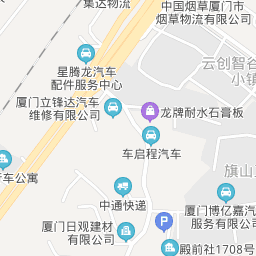 集达物流
中国烟草厦门市
烟草物流有限公司
云创智谷
小镇
星腾龙汽车
配件服务中心
厦门立锋达汽车
维修有限公司
龙牌耐水石膏板
车启程汽车
旗山
行车公寓
中通快递
厦门博亿嘉汽
服务有限公司
P
厦门日观建材
有限公司
殿前社1708号